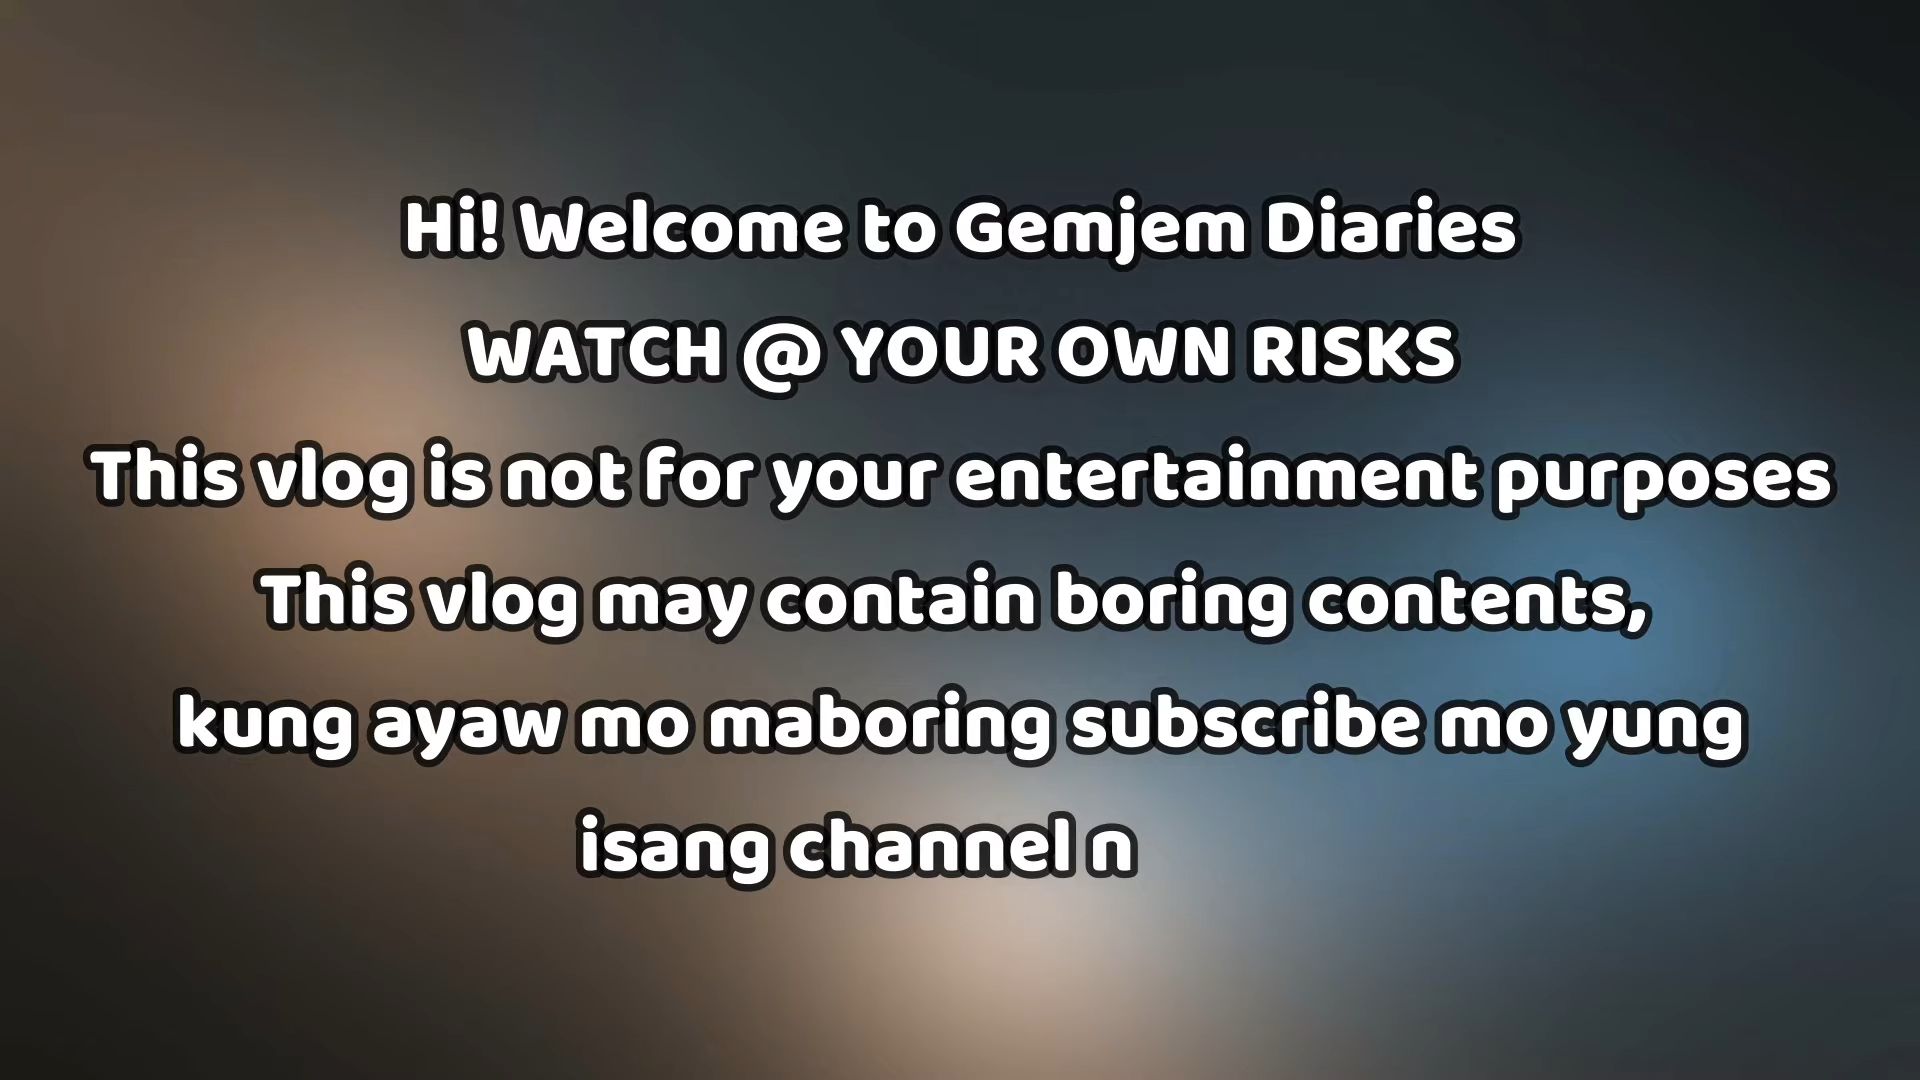 Hi! Welcome to Gemjem Diaries
WATCH @ YOUR OWN RISKS
This vlog is not for your entertainment purposes
This vlog may contain boring contents,
kung ayaw mo maboring subscribe mo yung
isang channel n